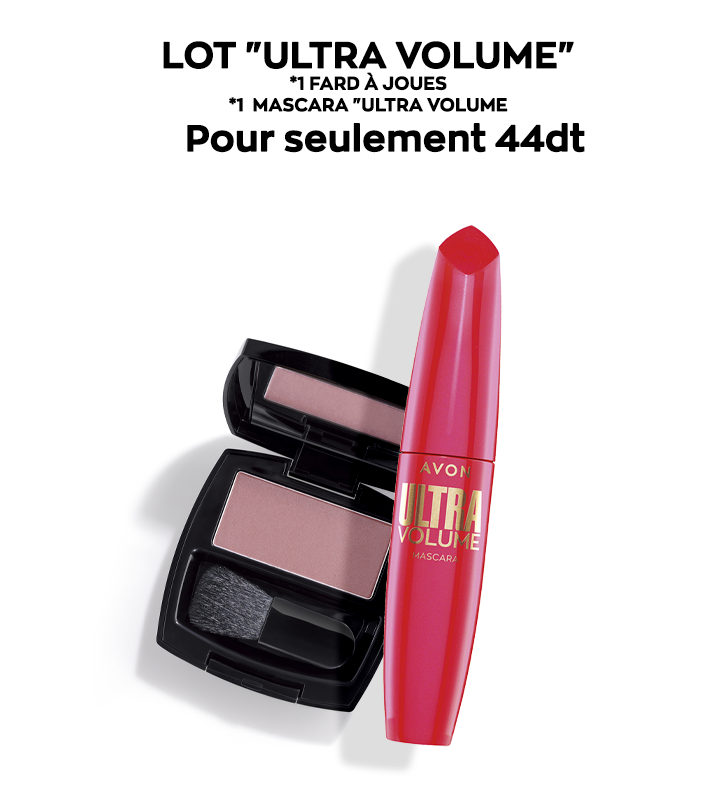 LOT "ULTRA VOLUME"
*1 FARD À JOUES
*1 MASCARA "ULTRA VOLUME
Pour seulement 44dt
AVON
ULTRA
VOLUME
MASCARA